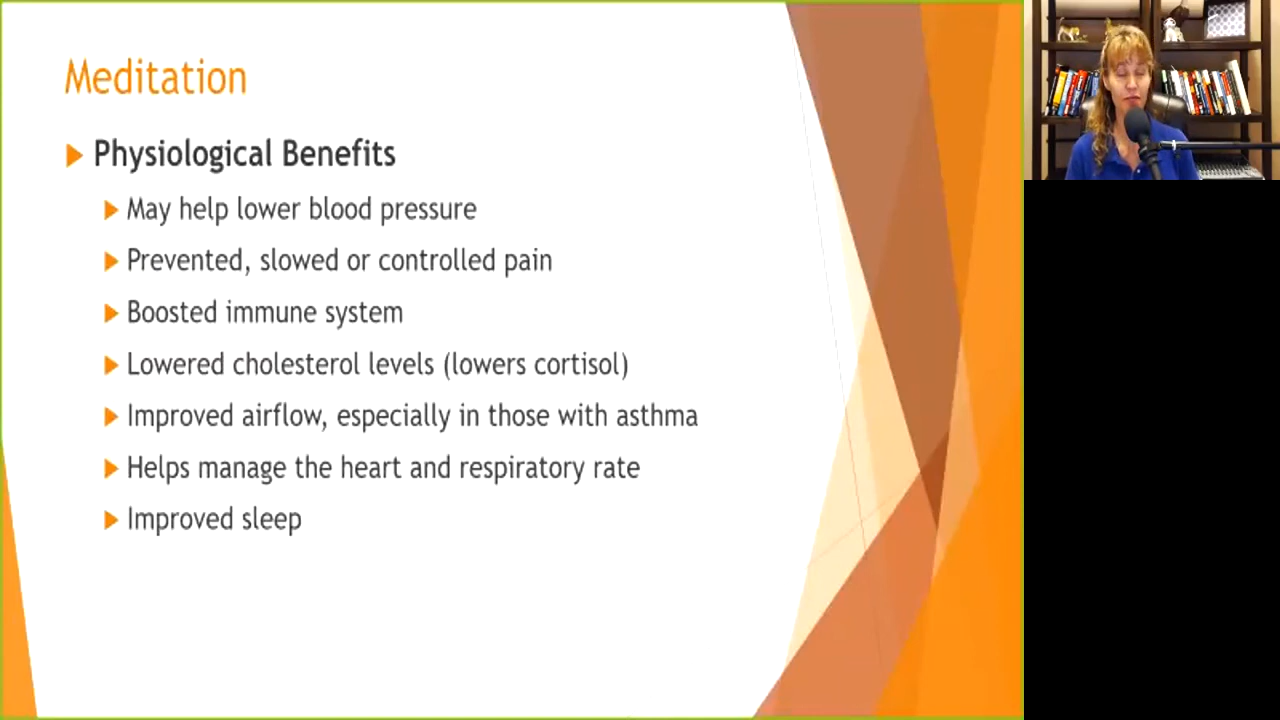 Meditation
Physiological Benefits
May help lower blood pressure
Prevented, slowed or controlled pain
Boosted immune system
Lowered cholesterol levels (lowers cortisol)
Improved airflow, especially in those with asthma
Helps manage the heart and respiratory rate
Improved sleep